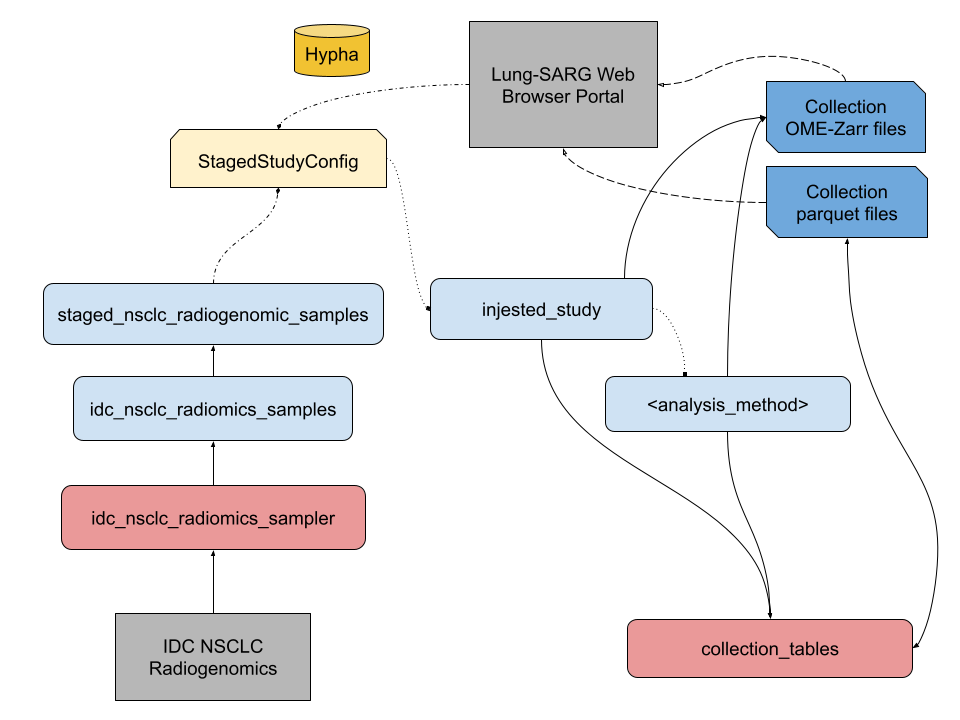 Hypha
Lung-SARG Web
Browser Portal
Collection
OME-Zarr files
StagedStudyConfig
Collection
parquet files
staged_nsclc_radiogenomic_samples
injested_study
idc_nsclc_radiomics_samples
<analysis_method>
idc_nsclc_radiomics_sampler
IDC NSCLC
Radiogenomics
collection_tables